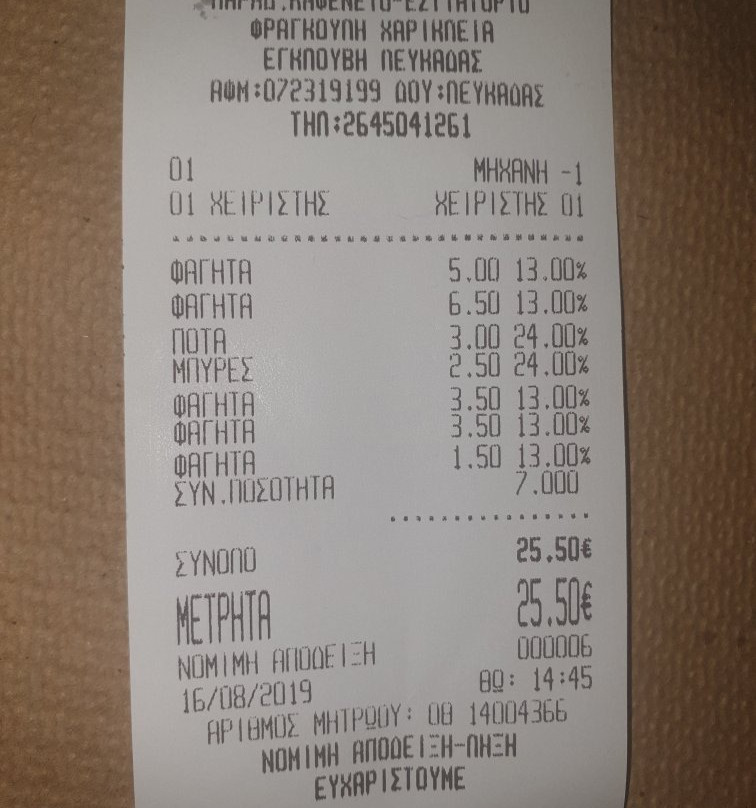 ΠΑΡΑΔ.ΚΑΦΕΝΕΙΟ-ΕΣΤΙΑΤΟΡΙΟ
ΦΡΑΓΚΟΥΛΗ ΧΑΡΙΚΛΕΙΑ
ΕΓΚΛΟΥΒΗ ΛΕΥΚΑΔΑΣ
ΑΦΜ:072319199 ΔΟΥ:ΛΕΥΚΑΔΑΣ
ΤΗΛ:2645041261
01 ΜΗΧΑΝΗ -1
01 ΧΕΙΡΙΣΤΗΣ ΧΕΙΡΙΣΤΗΣ 01
ΦΑΓΗΤΑ 5.00 13.00%
ΦΑΓΗΤΑ 6.50 13.00%
ΠΟΤΑ 3.00 24.00%
ΜΠΥΡΕΣ 2.50 24.00%
ΦΑΓΗΤΑ 3.50 13.00%
ΦΑΓΗΤΑ 3.50 13.00%
ΦΑΓΗΤΑ 1.50 13.00%
ΣΥΝ.ΠΟΣΟΤΗΤΑ 7.000
ΣΥΝΟΛΟ 25.50€
ΜΕΤΡΗΤΑ 25.50€
ΝΟΜΙΜΗ ΑΠΟΔΕΙΞΗ 000006
16/08/2019 ΘΩ: 14:45
ΑΡΙΘΜΟΣ ΜΗΤΡΩΟΥ: ΟΘ 14004366
ΝΟΜΙΜΗ ΑΠΟΔΕΙΞΗ-ΛΗΞΗ
ΕΥΧΑΡΙΣΤΟΥΜΕ